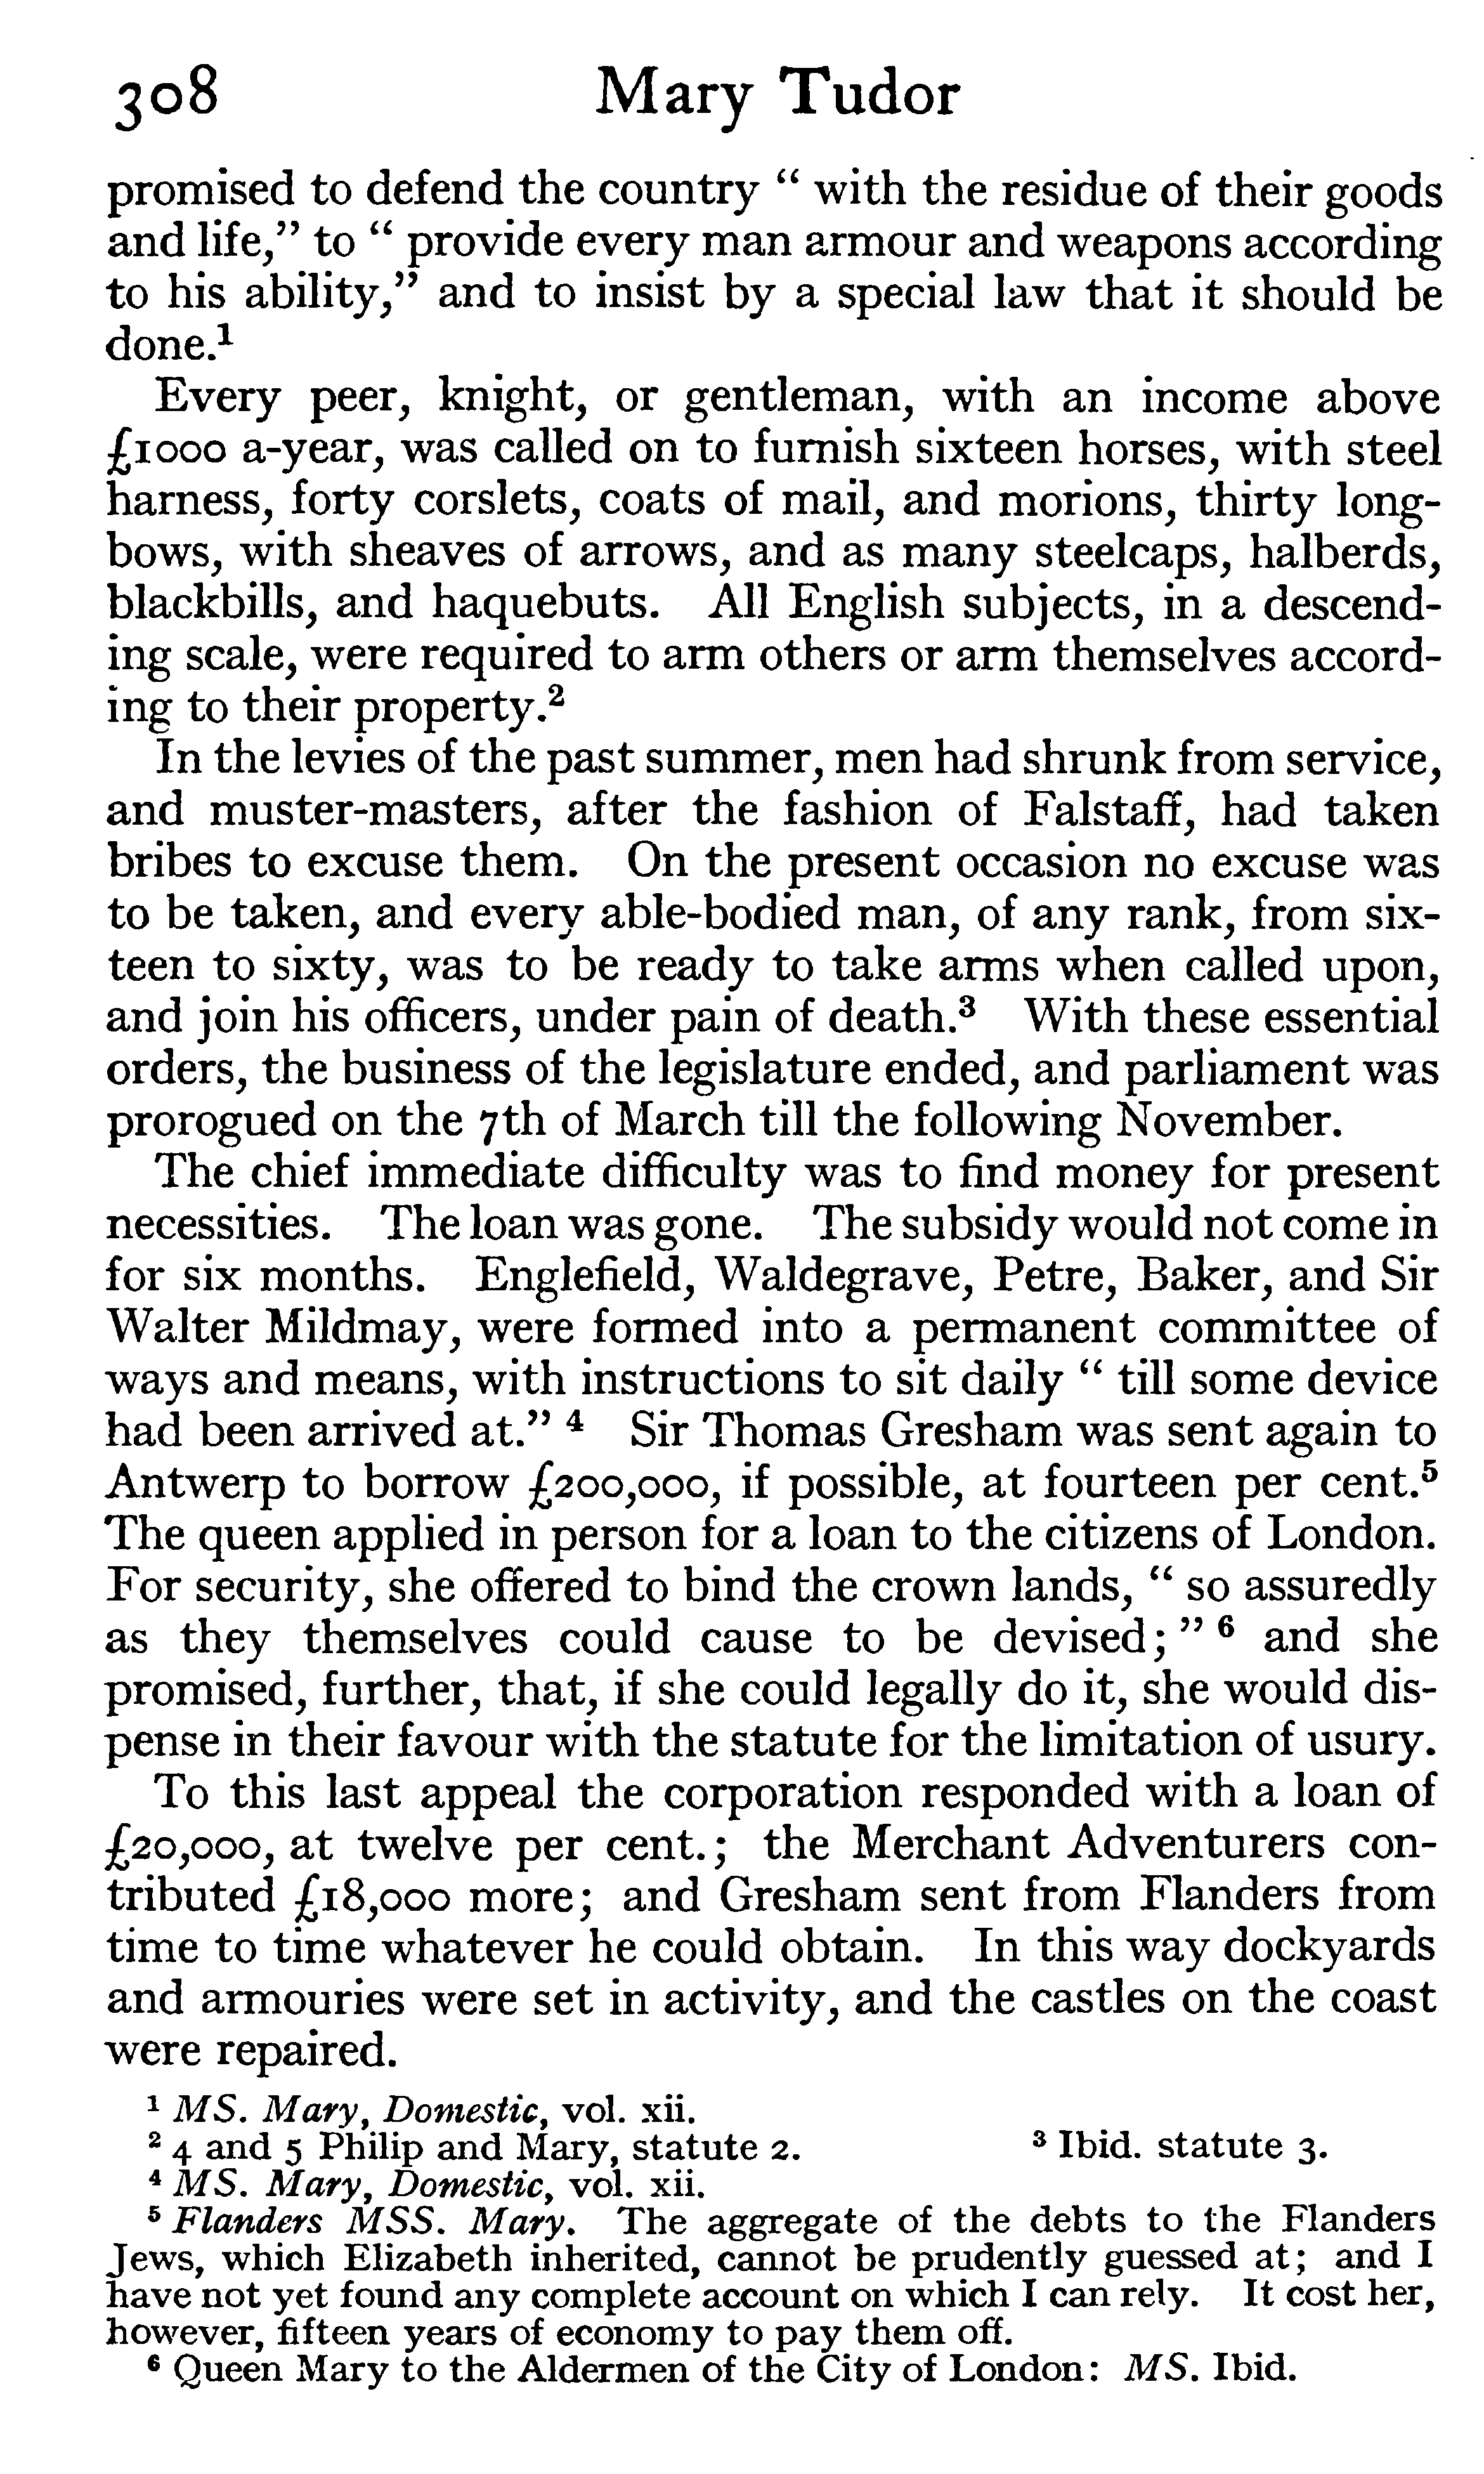 308 Mary Tudor
promised to defend the country “ with the residue of their goods
and life,” to “ provide every man armour and weapons according
to his ability,” and to insist by a special law that it should be
done.¹
Every peer, knight, or gentleman, with an income above
£1000 a-year, was called on to furnish sixteen horses, with steel
harness, forty corslets, coats of mail, and morions, thirty long-
bows, with sheaves of arrows, and as many steelcaps, halberds,
blackbills, and haquebuts. All English subjects, in a descend-
ing scale, were required to arm others or arm themselves accord-
ing to their property.²
In the levies of the past summer, men had shrunk from service,
and muster-masters, after the fashion of Falstaff, had taken
bribes to excuse them. On the present occasion no excuse was
to be taken, and every able-bodied man, of any rank, from six-
teen to sixty, was to be ready to take arms when called upon,
and join his officers, under pain of death.³ With these essential
orders, the business of the legislature ended, and parliament was
prorogued on the 7th of March till the following November.
The chief immediate difficulty was to find money for present
necessities. The loan was gone. The subsidy would not come in
for six months. Englefield, Waldegrave, Petre, Baker, and Sir
Walter Mildmay, were formed into a permanent committee of
ways and means, with instructions to sit daily “ till some device
had been arrived at.” ⁴ Sir Thomas Gresham was sent again to
Antwerp to borrow £200,000, if possible, at fourteen per cent.⁵
The queen applied in person for a loan to the citizens of London.
For security, she offered to bind the crown lands, “ so assuredly
as they themselves could cause to be devised; ” ⁶ and she
promised, further, that, if she could legally do it, she would dis-
pense in their favour with the statute for the limitation of usury.
To this last appeal the corporation responded with a loan of
£20,000, at twelve per cent.; the Merchant Adventurers con-
tributed £18,000 more; and Gresham sent from Flanders from
time to time whatever he could obtain. In this way dockyards
and armouries were set in activity, and the castles on the coast
were repaired.
¹ MS. Mary, Domestic, vol. xii.
² 4 and 5 Philip and Mary, statute 2. ³ Ibid. statute 3.
⁴ MS. Mary, Domestic, vol. xii.
⁵ Flanders MSS. Mary. The aggregate of the debts to the Flanders
Jews, which Elizabeth inherited, cannot be prudently guessed at; and I
have not yet found any complete account on which I can rely. It cost her,
however, fifteen years of economy to pay them off.
⁶ Queen Mary to the Aldermen of the City of London: MS. Ibid.